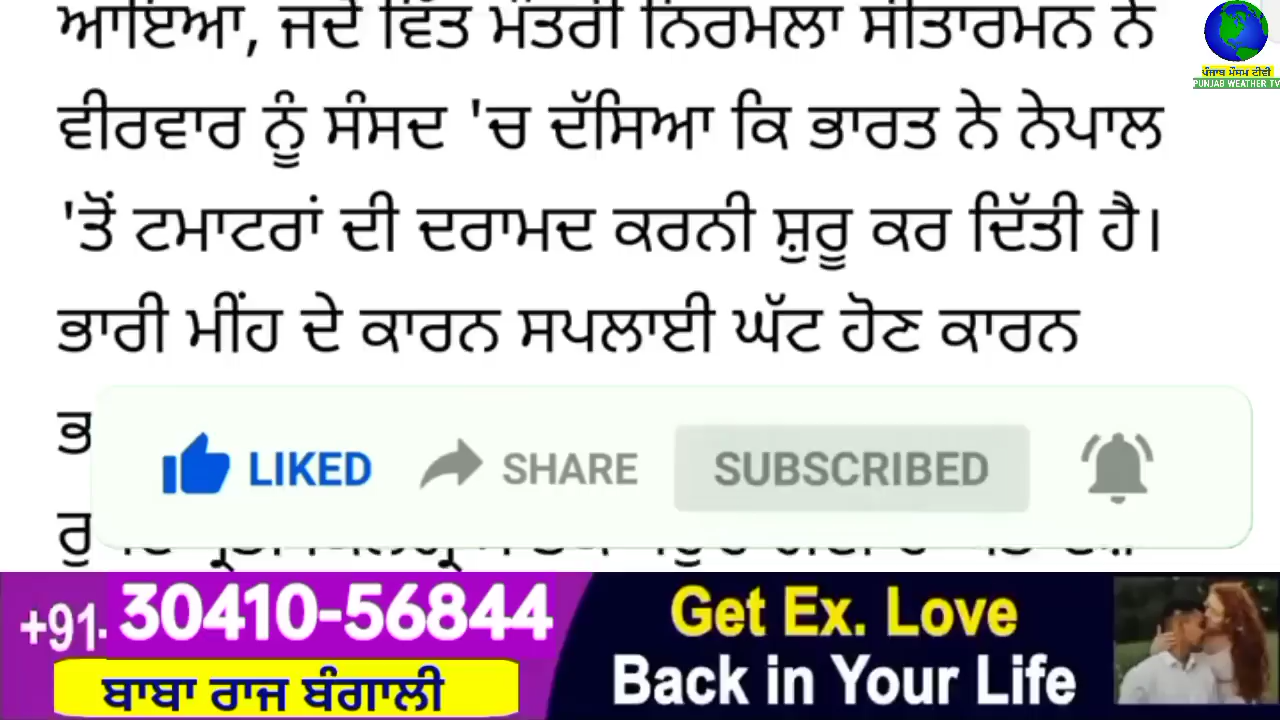 ਆਇਆ, ਜਦੋਂ ਵਿੱਤ ਮੰਤਰੀ ਨਿਰਮਲਾ ਸੀਤਾਰਮਨ ਨੇ
ਵੀਰਵਾਰ ਨੂੰ ਸੰਸਦ 'ਚ ਦੱਸਿਆ ਕਿ ਭਾਰਤ ਨੇ ਨੇਪਾਲ
'ਤੋਂ ਟਮਾਟਰਾਂ ਦੀ ਦਰਾਮਦ ਕਰਨੀ ਸ਼ੁਰੂ ਕਰ ਦਿੱਤੀ ਹੈ।
ਭਾਰੀ ਮੀਂਹ ਦੇ ਕਾਰਨ ਸਪਲਾਈ ਘੱਟ ਹੋਣ ਕਾਰਨ
LIKED SHARE SUBSCRIBED
ਪੰਜਾਬ ਮੌਸਮ ਟੀਵੀ
PUNJAB WEATHER TV
+91- 30410-56844
ਬਾਬਾ ਰਾਜ ਬੰਗਾਲੀ
Get Ex. Love
Back in Your Life